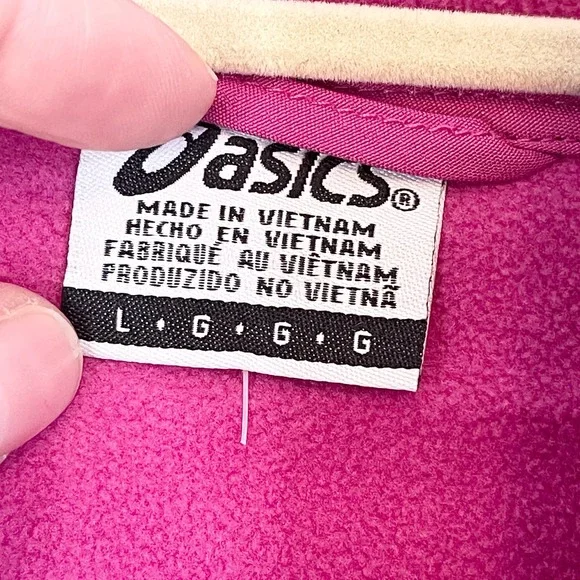 asics®
MADE IN VIETNAM
HECHO EN VIETNAM
FABRIQUÉ AU VIÊTNAM
PRODUZIDO NO VIETNÃ
L • G • G • G